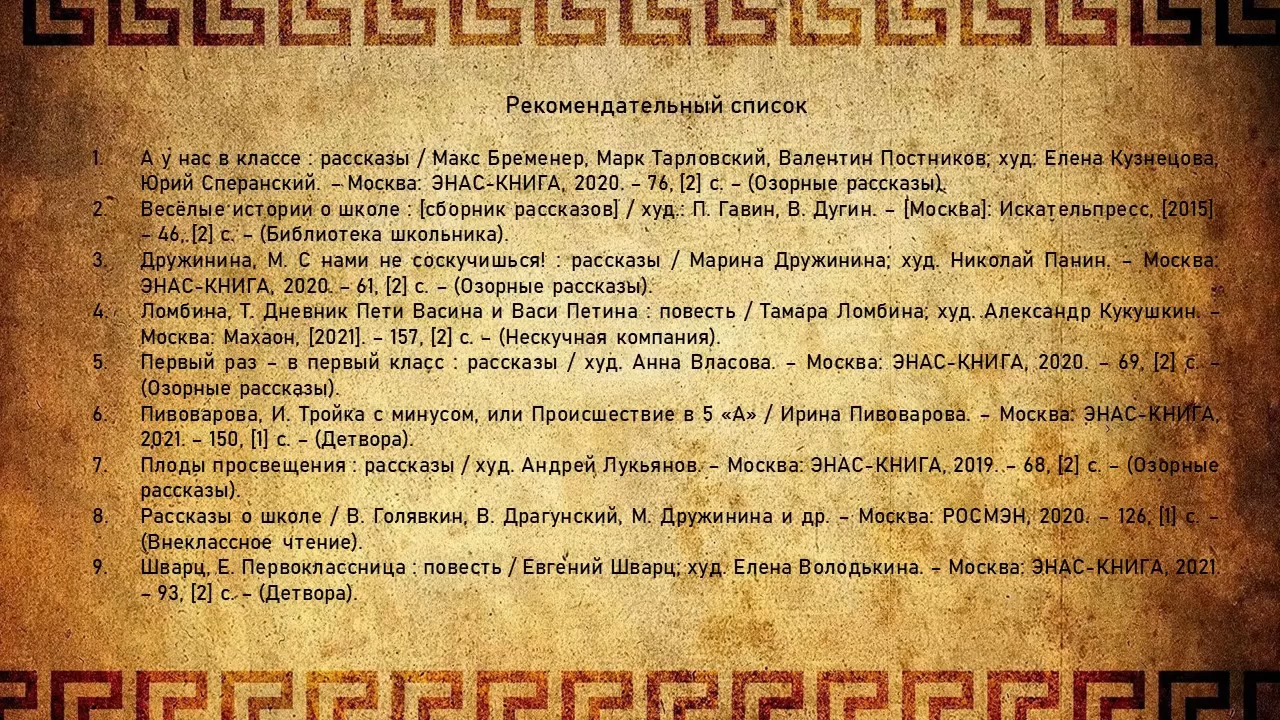 Рекомендательный список
1. А у нас в классе : рассказы / Макс Бременер, Марк Тарловский, Валентин Постников; худ: Елена Кузнецова,
Юрий Сперанский. – Москва: ЭНАС-КНИГА, 2020. – 76, [2] с. – (Озорные рассказы).
2. Весёлые истории о школе : [сборник рассказов] / худ.: П. Гавин, В. Дугин. – [Москва]: Искательпресс, [2015].
– 46, [2] с. – (Библиотека школьника).
3. Дружинина, М. С нами не соскучишься! : рассказы / Марина Дружинина; худ. Николай Панин. – Москва:
ЭНАС-КНИГА, 2020. – 61, [2] с. – (Озорные рассказы).
4. Ломбина, Т. Дневник Пети Васина и Васи Петина : повесть / Тамара Ломбина; худ. Александр Кукушкин. –
Москва: Махаон, [2021]. – 157, [2] с. – (Нескучная компания).
5. Первый раз – в первый класс : рассказы / худ. Анна Власова. – Москва: ЭНАС-КНИГА, 2020. – 69, [2] с. –
(Озорные рассказы).
6. Пивоварова, И. Тройка с минусом, или Происшествие в 5 «А» / Ирина Пивоварова. – Москва: ЭНАС-КНИГА,
2021. – 150, [1] с. – (Детвора).
7. Плоды просвещения : рассказы / худ. Андрей Лукьянов. – Москва: ЭНАС-КНИГА, 2019. – 68, [2] с. – (Озорные
рассказы).
8. Рассказы о школе / В. Голявкин, В. Драгунский, М. Дружинина и др. – Москва: РОСМЭН, 2020. – 126, [1] с. –
(Внеклассное чтение).
9. Шварц, Е. Первоклассница : повесть / Евгений Шварц; худ. Елена Володькина. – Москва: ЭНАС-КНИГА, 2021.
– 93, [2] с. – (Детвора).